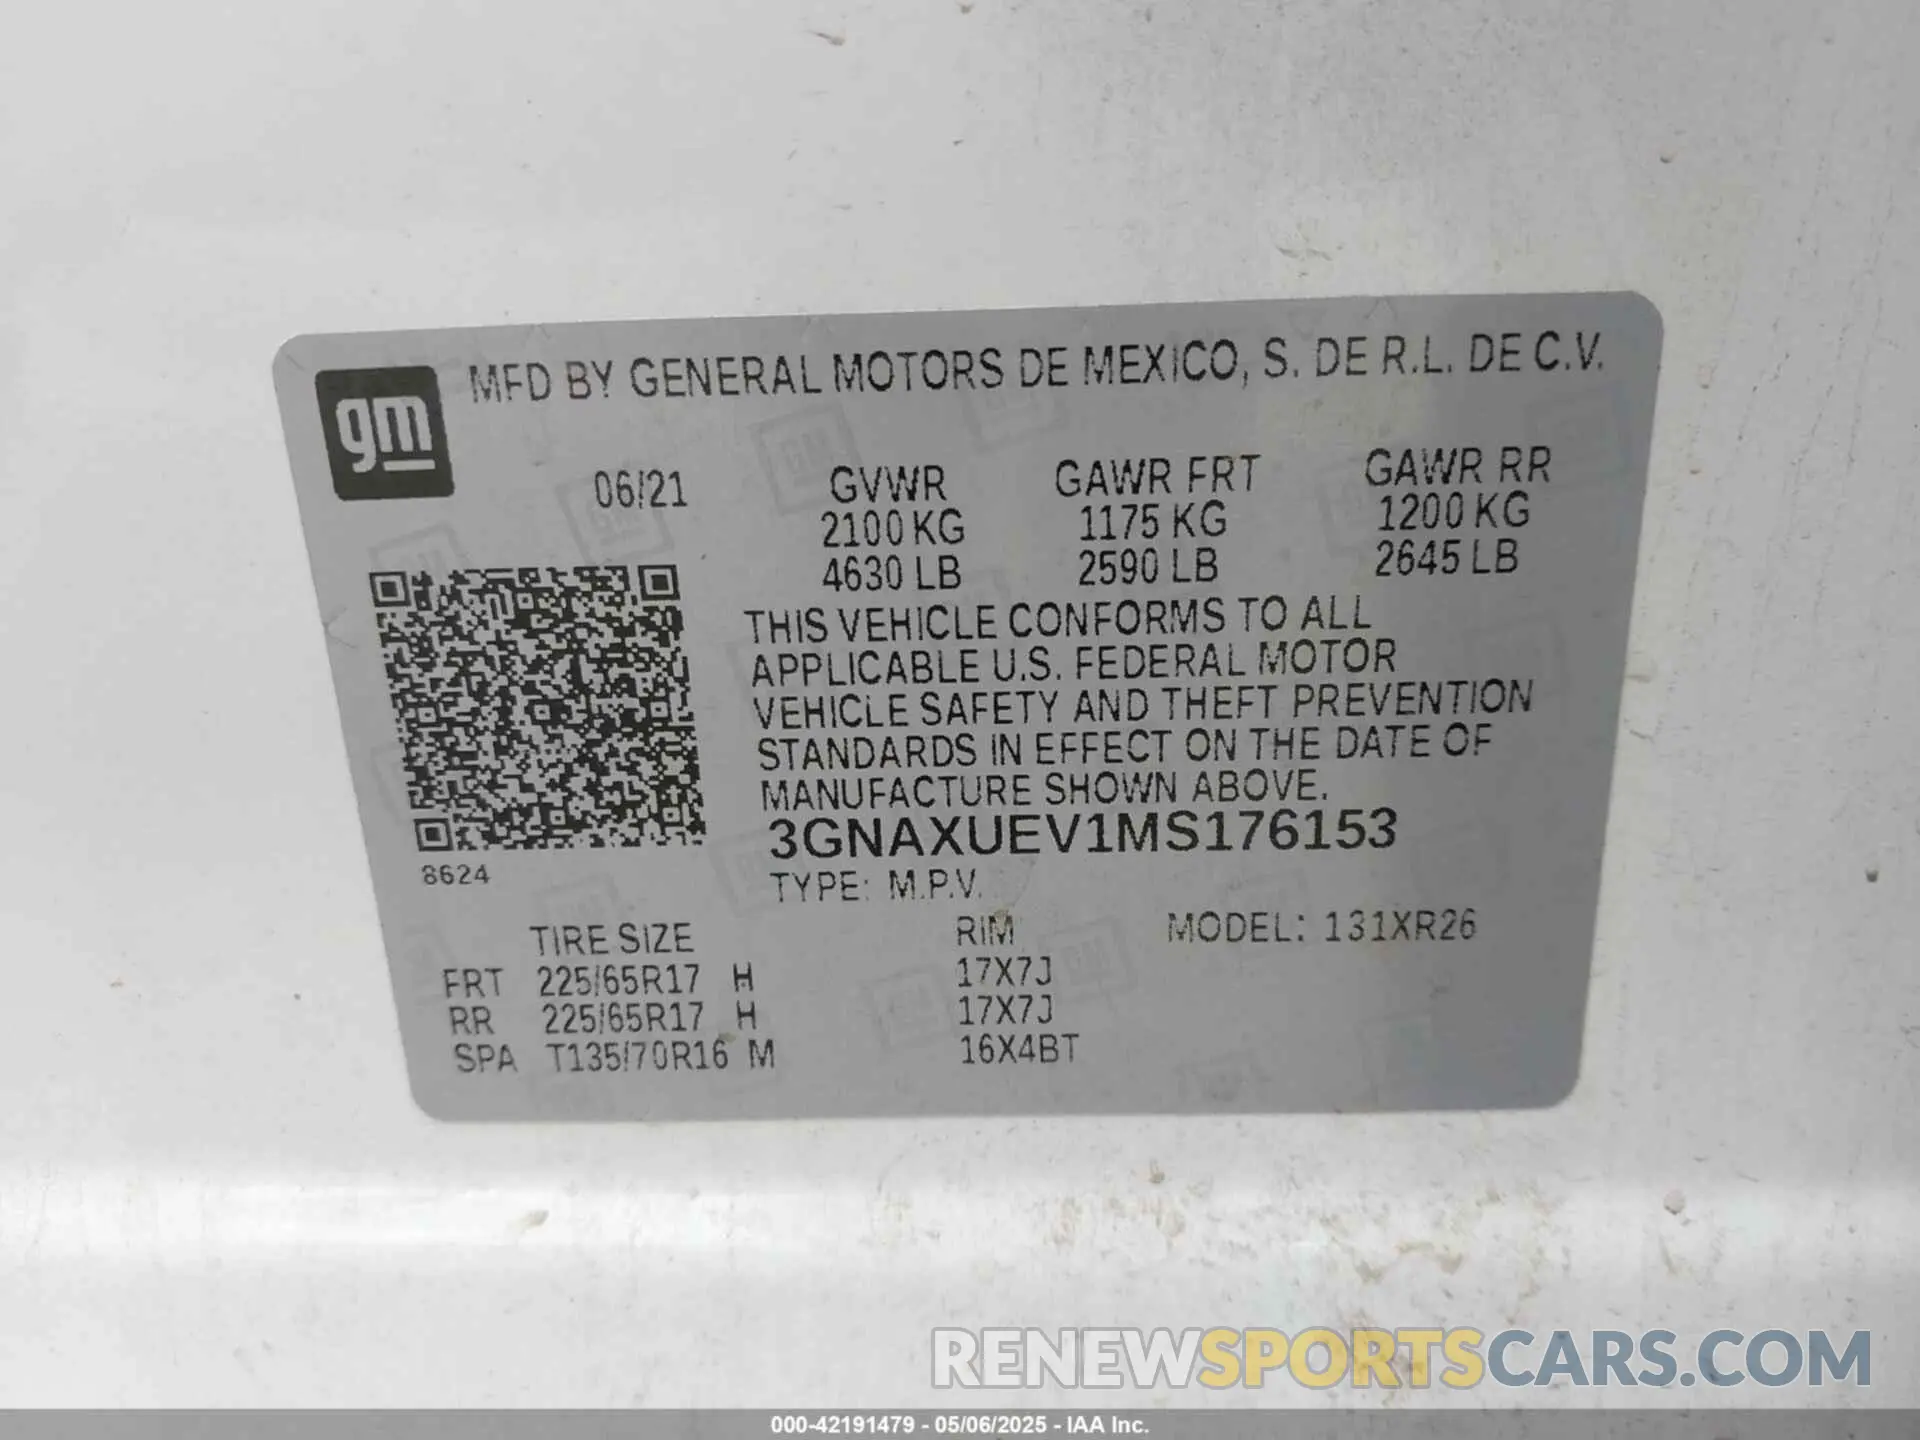 gm
MFD BY GENERAL MOTORS DE MEXICO, S. DE R.L. DE C.V.
06/21 GVWR GAWR FRT GAWR RR
2100 KG 1175 KG 1200 KG
4630 LB 2590 LB 2645 LB
THIS VEHICLE CONFORMS TO ALL
APPLICABLE U.S. FEDERAL MOTOR
VEHICLE SAFETY AND THEFT PREVENTION
STANDARDS IN EFFECT ON THE DATE OF
MANUFACTURE SHOWN ABOVE.
3GNAXUEV1MS176153
8624 TYPE: M.P.V.
TIRE SIZE RIM MODEL: 131XR26
FRT 225/65R17 H 17X7J
RR 225/65R17 H 17X7J
SPA T135/70R16 M 16X4BT
RENEWSPORTSCARS.COM
000-42191479 - 05/06/2025 - IAA Inc.